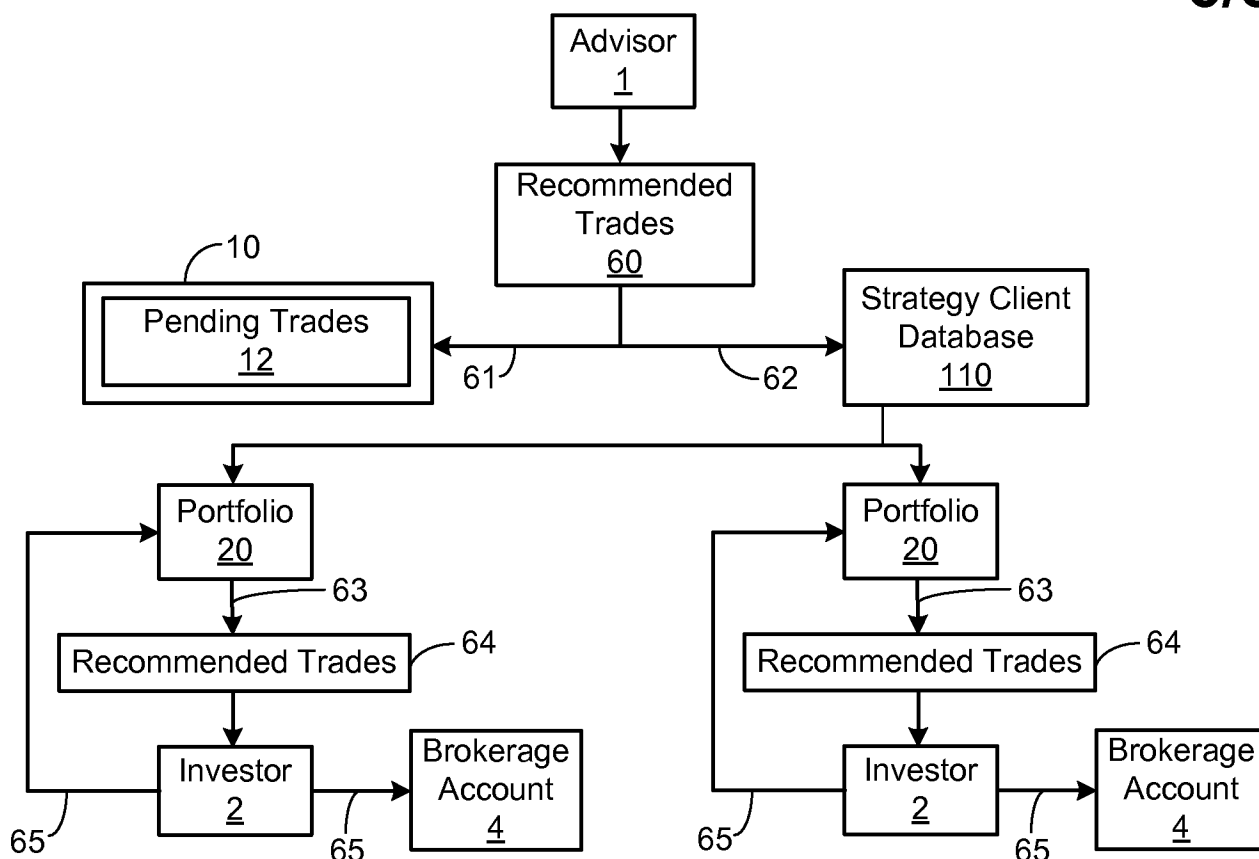 Advisor
1
Recommended
Trades
60
10
Pending Trades
12
Strategy Client
Database
110
61
62
Portfolio
20
Portfolio
20
63
63
Recommended Trades
64
Recommended Trades
64
Investor
2
Brokerage
Account
4
Investor
2
Brokerage
Account
4
65
65
65
65